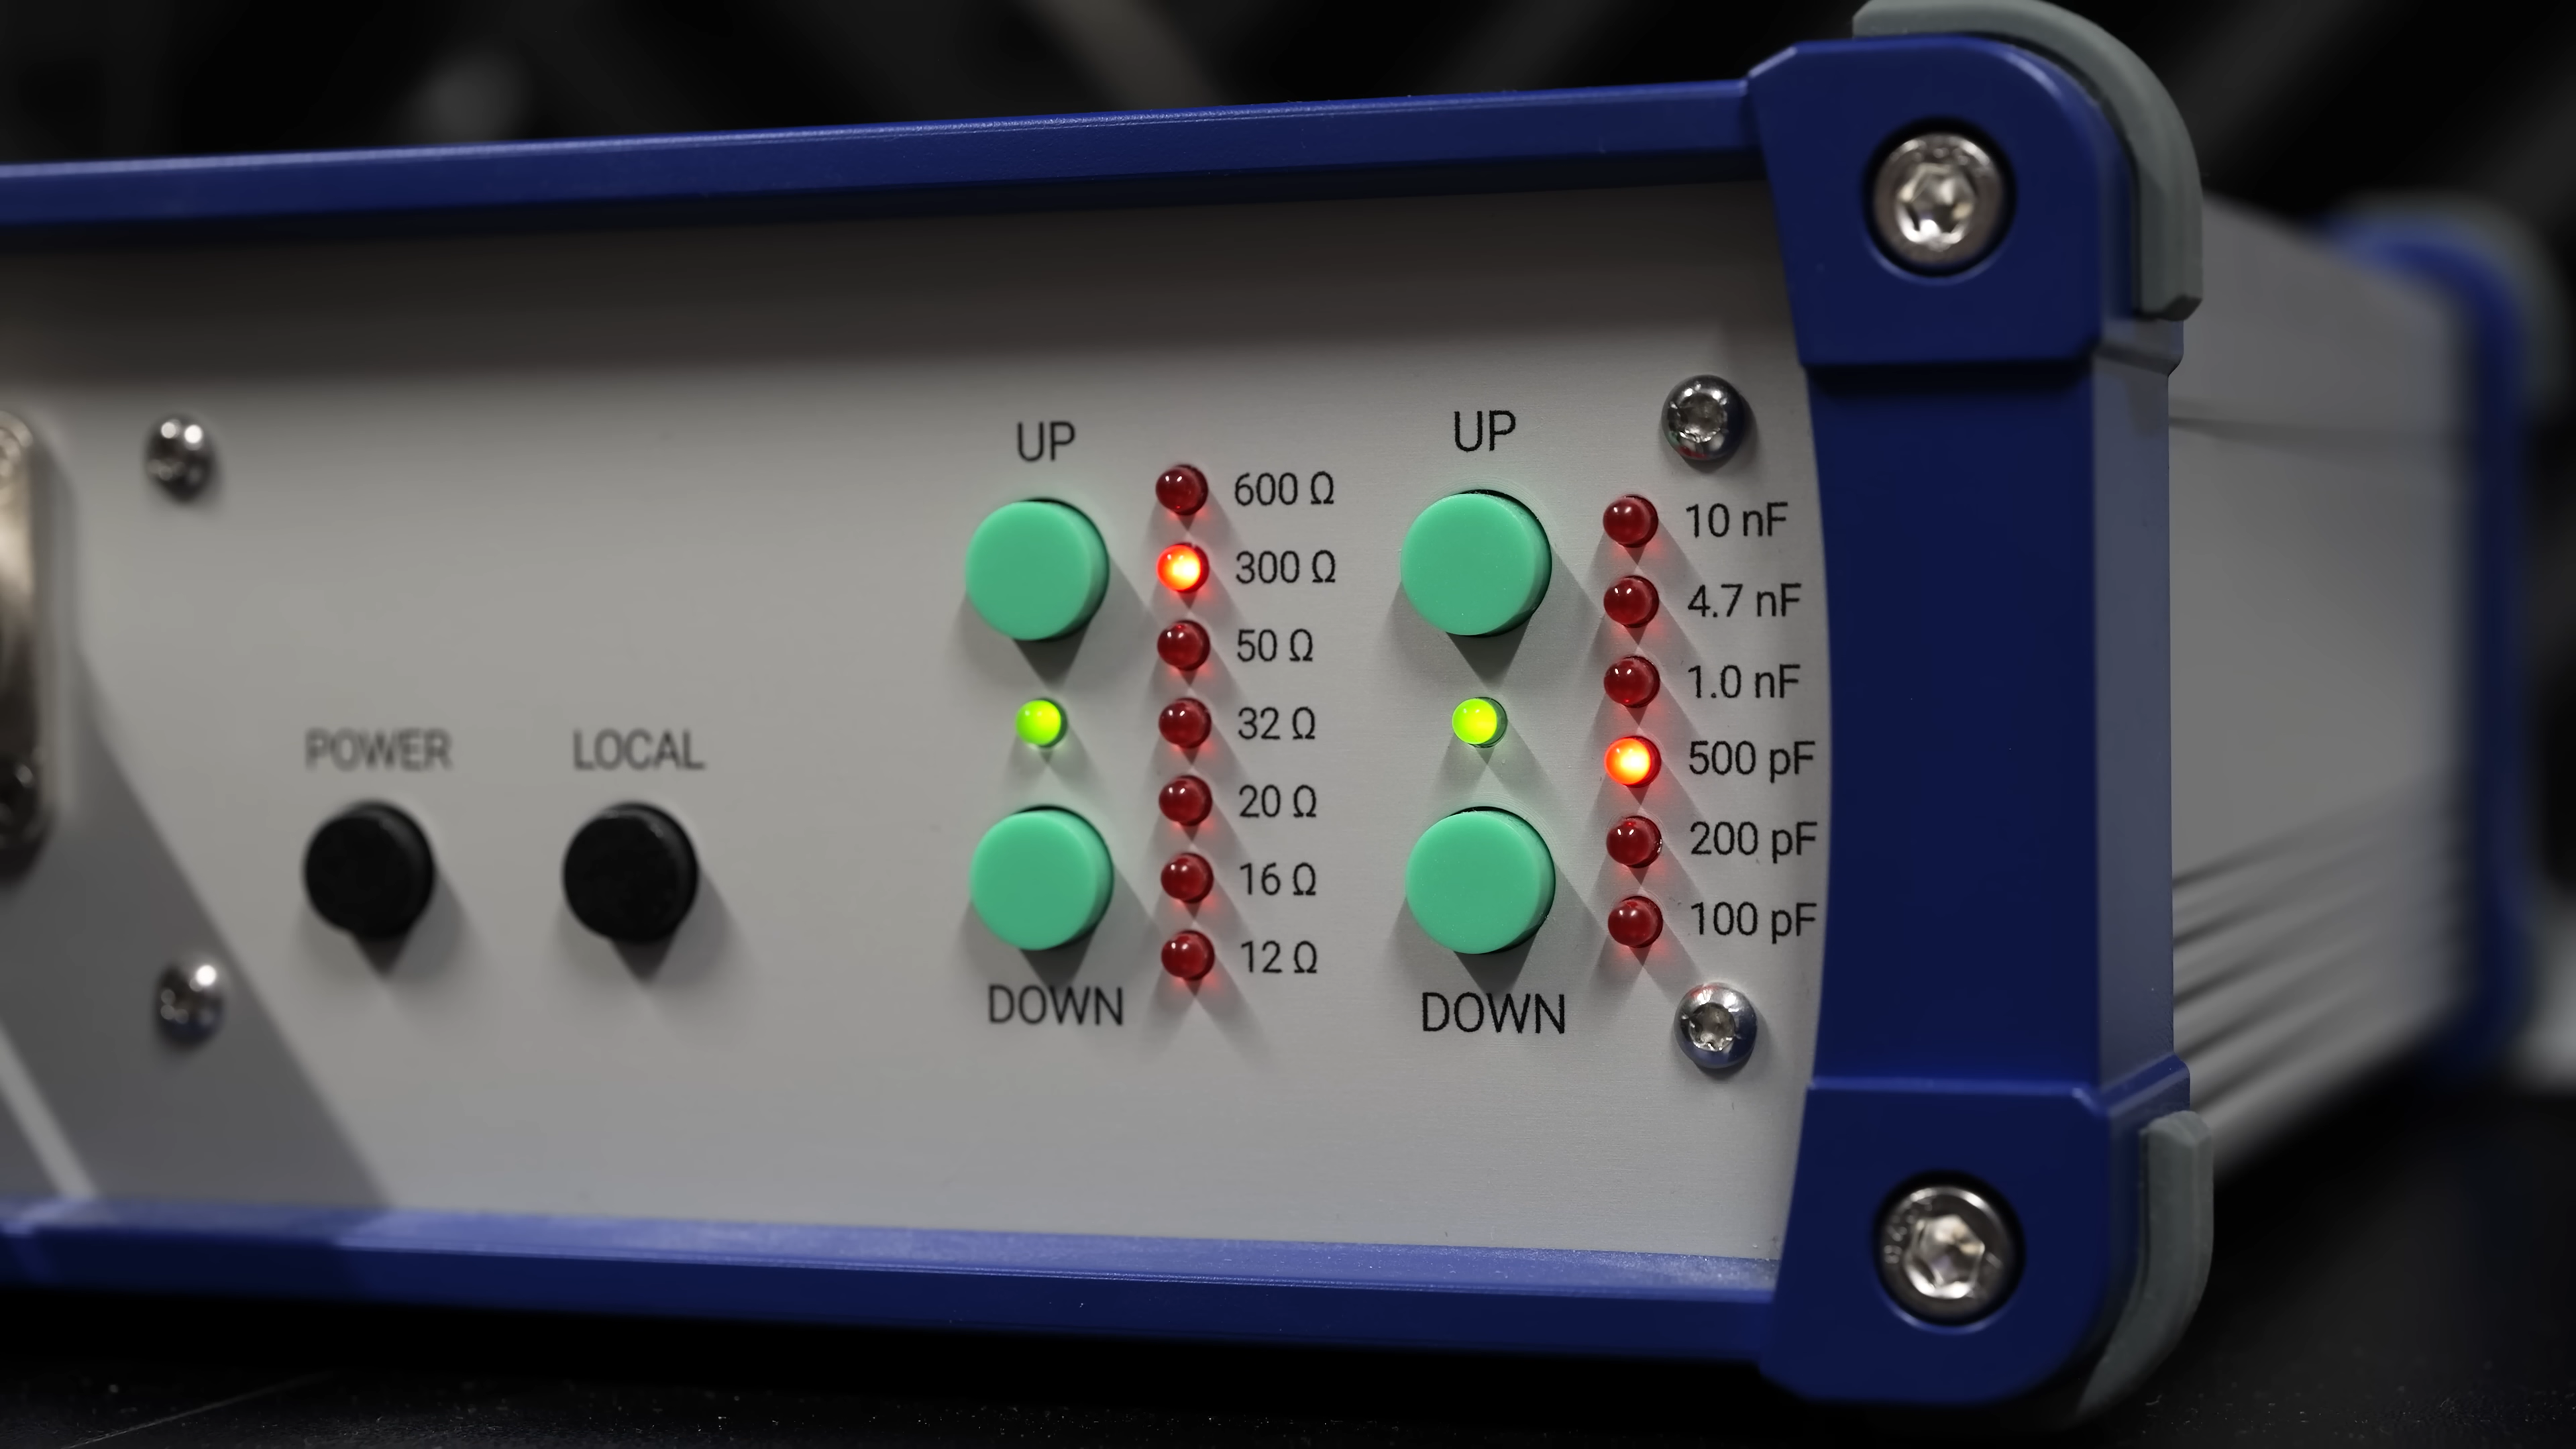 UP
600 Ω
300 Ω
50 Ω
32 Ω
20 Ω
16 Ω
12 Ω
DOWN
UP
10 nF
4.7 nF
1.0 nF
500 pF
200 pF
100 pF
DOWN
POWER
LOCAL